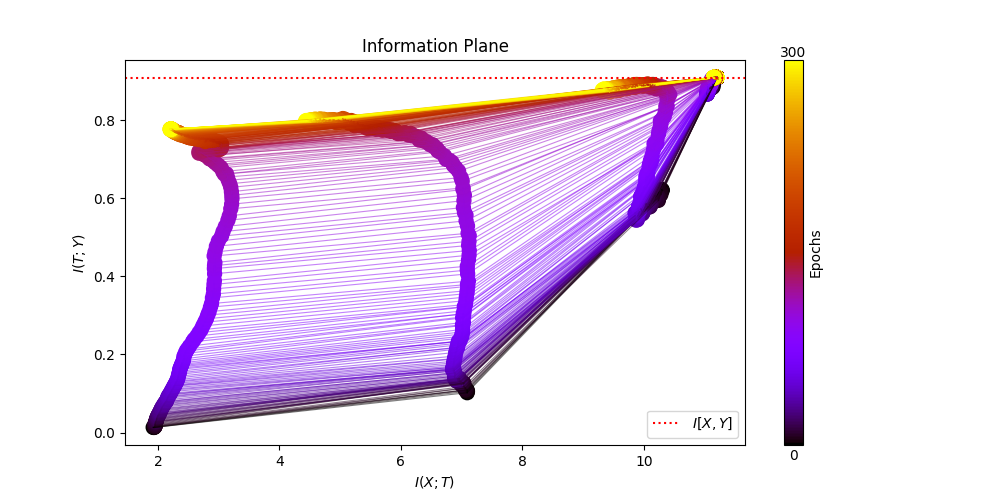 Information Plane
300
0.8
0.6
0.4
0.2
0.0
I(T; Y)
2
4
6
8
10
I(X; T)
I[X, Y]
Epochs
0